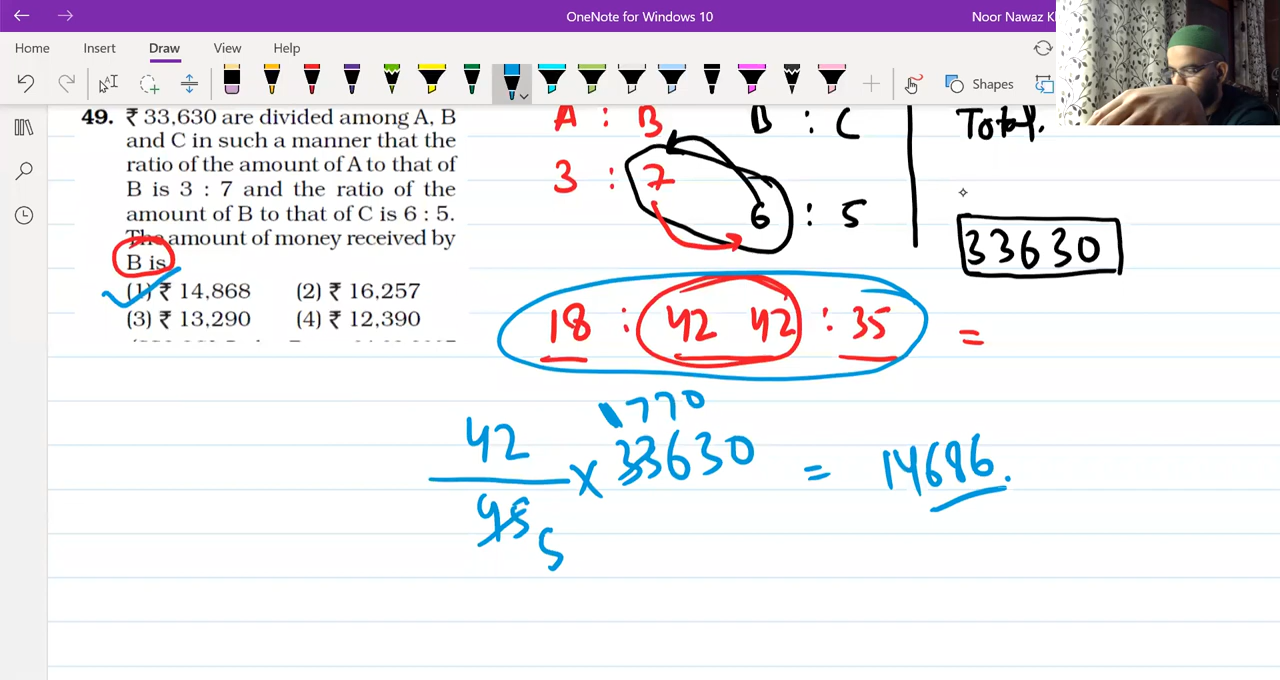 OneNote for Windows 10
Noor Nawaz
Home Insert Draw View Help
Shapes
49. ₹ 33,630 are divided among A, B
and C in such a manner that the
ratio of the amount of A to that of
B is 3 : 7 and the ratio of the
amount of B to that of C is 6 : 5.
The amount of money received by
B is
(1) ₹ 14,868 (2) ₹ 16,257
(3) ₹ 13,290 (4) ₹ 12,390
A : B B : C Total.
3 : 7
6 : 5
33630
18 : 42 42 : 35 =
1770
42
× 33630 = 14686.
95
5